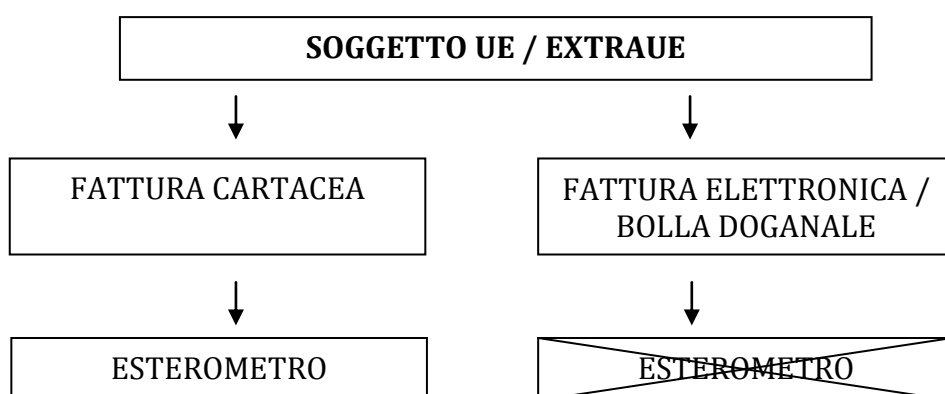 SOGGETTO UE / EXTRAUE
FATTURA CARTACEA
FATTURA ELETTRONICA /
BOLLA DOGANALE
ESTEROMETRO
ESTEROMETRO